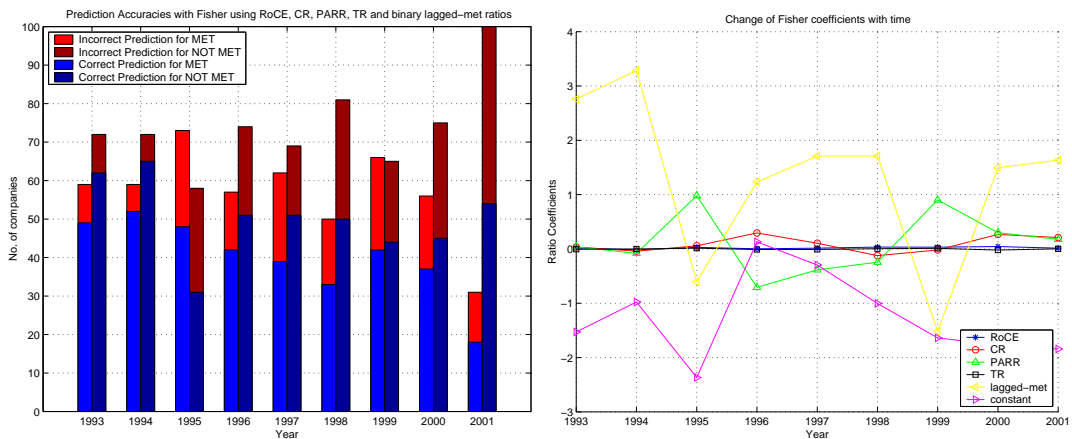 Prediction Accuracies with Fisher using RoCE, CR, PARR, TR and binary lagged−met ratios
100
90
80
70
60
50
40
30
20
10
0
No. of companies
Incorrect Prediction for MET
Incorrect Prediction for NOT MET
Correct Prediction for MET
Correct Prediction for NOT MET
1993 1994 1995 1996 1997 1998 1999 2000 2001
Year
Change of Fisher coefficients with time
4
3
2
1
0
−1
−2
−3
Ratio Coefficients
RoCE
CR
PARR
TR
lagged−met
constant
1993 1994 1995 1996 1997 1998 1999 2000 2001
Year